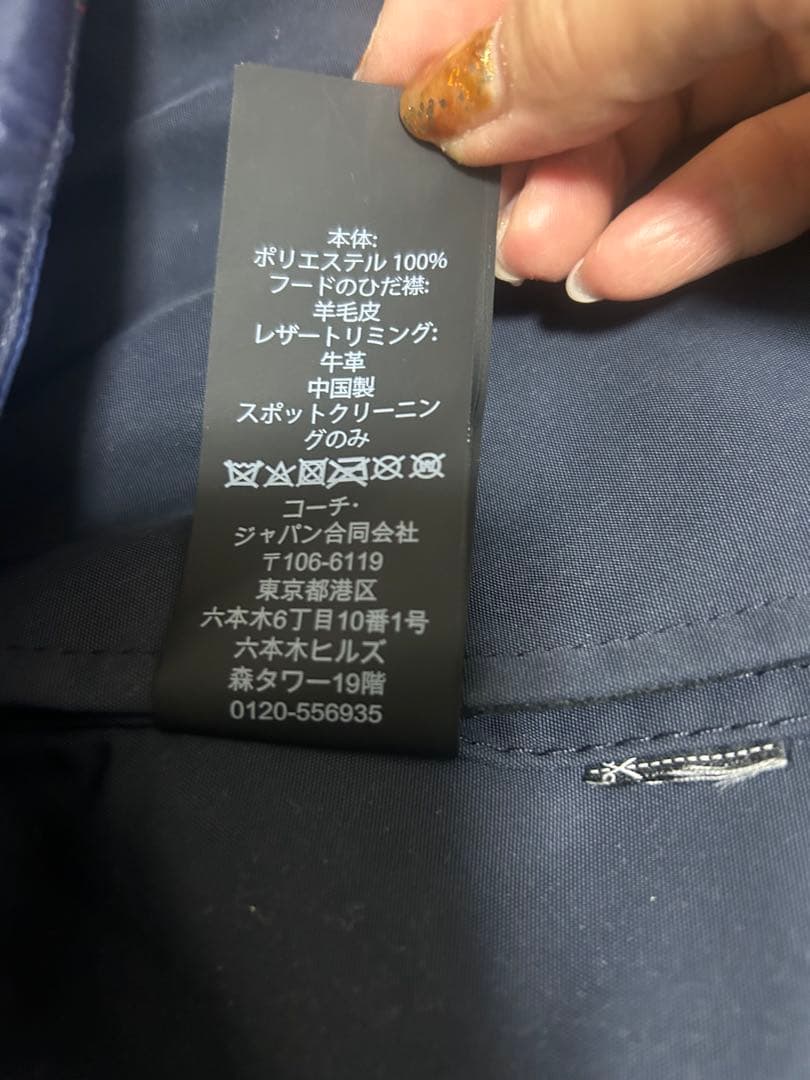 本体:
ポリエステル 100%
フードのひだ襟:
羊毛皮
レザートリミング:
牛革
中国製
スポットクリーニン
グのみ
コーチ・
ジャパン合同会社
〒106-6119
東京都港区
六本木6丁目10番1号
六本木ヒルズ
森タワー19階
0120-556935